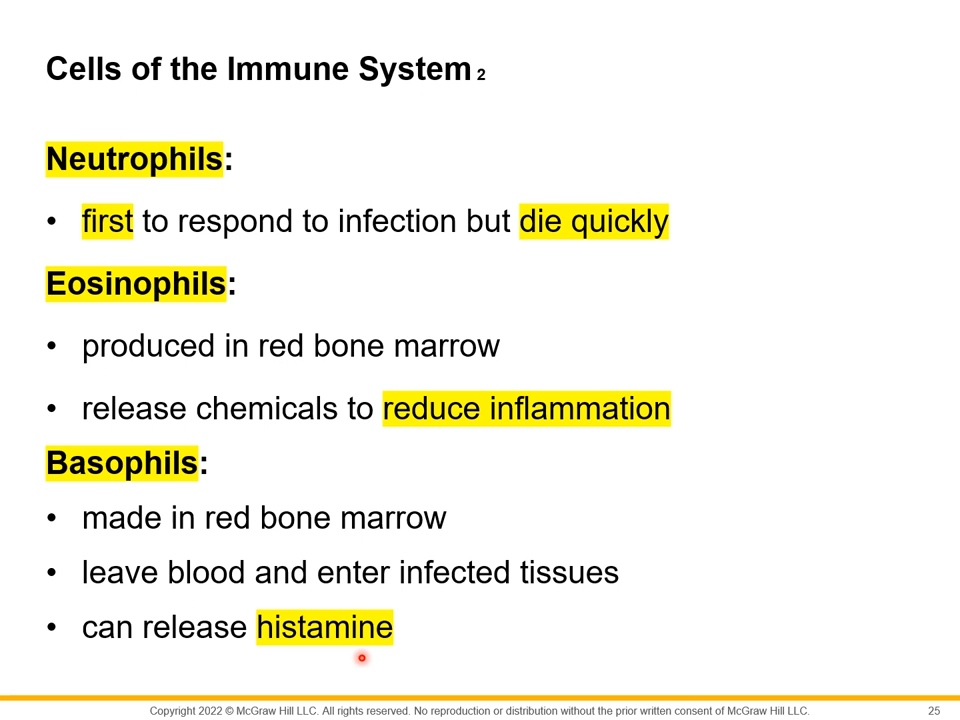 Cells of the Immune System 2
Neutrophils:
• first to respond to infection but die quickly
Eosinophils:
• produced in red bone marrow
• release chemicals to reduce inflammation
Basophils:
• made in red bone marrow
• leave blood and enter infected tissues
• can release histamine
Copyright 2022 © McGraw Hill LLC. All rights reserved. No reproduction or distribution without the prior written consent of McGraw Hill LLC. 25